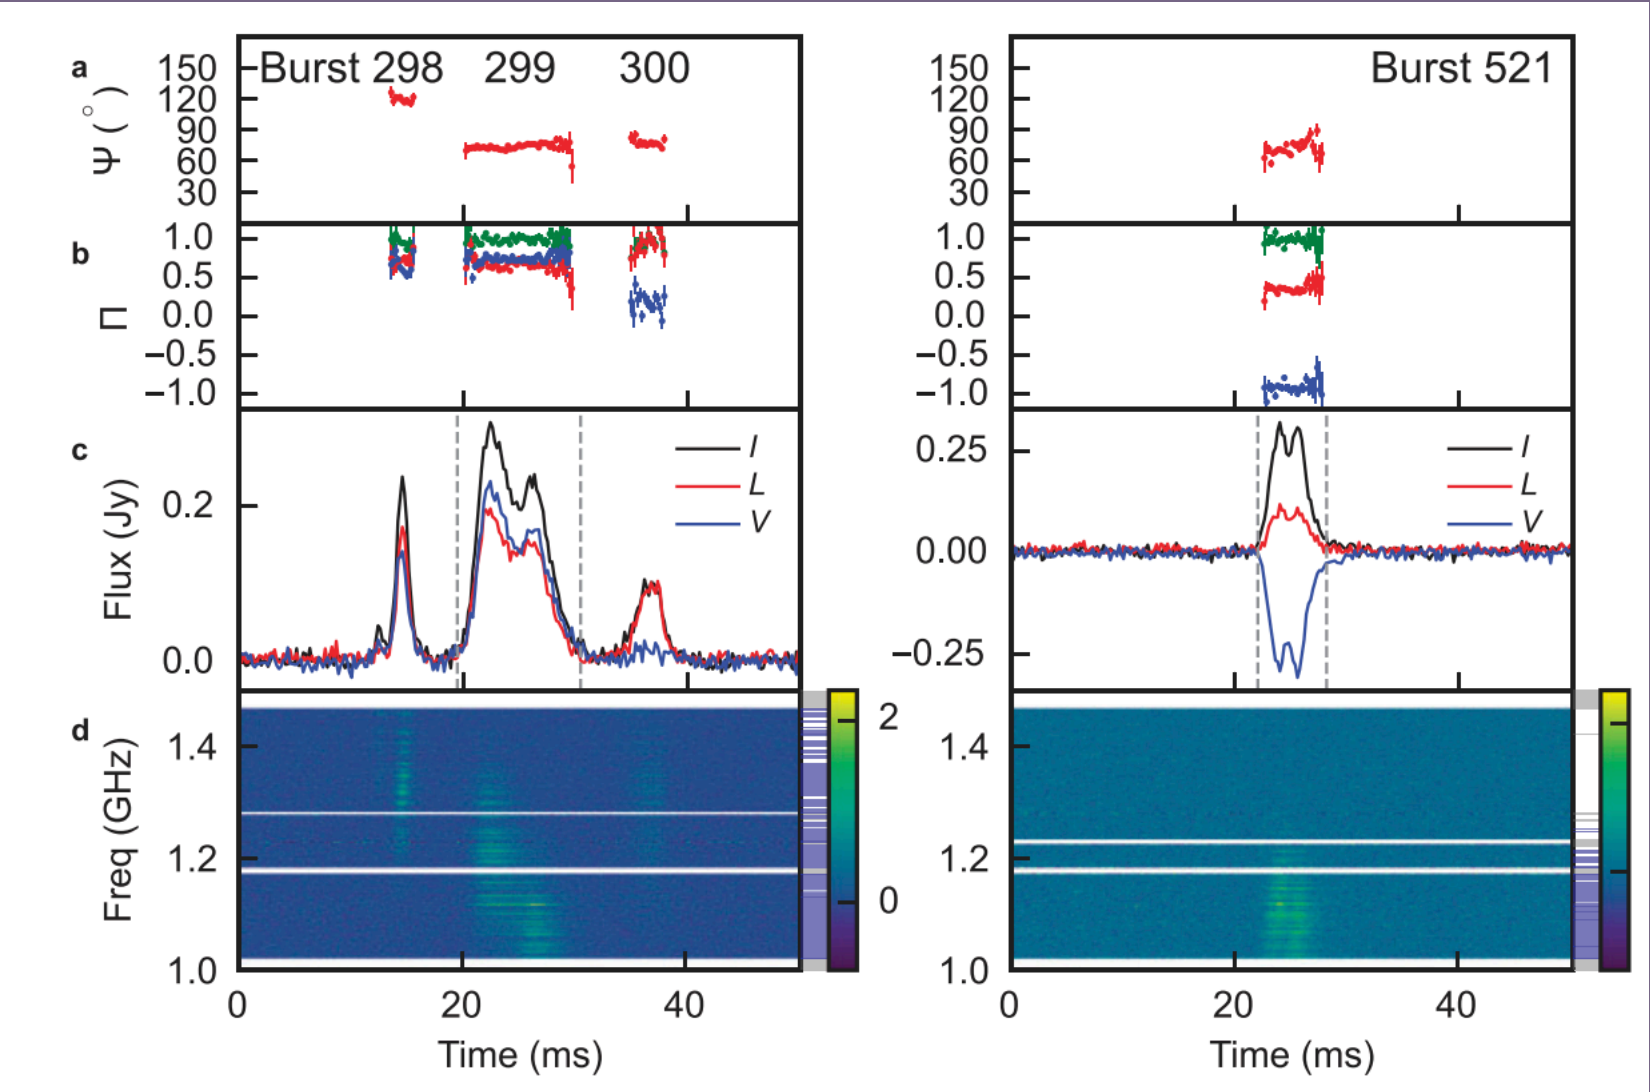 a
Ψ (°)
150
120
90
60
30
Burst 298 299 300
b
Π
1.0
0.5
0.0
−0.5
−1.0
c
Flux (Jy)
0.2
0.0
I
L
V
d
Freq (GHz)
1.4
1.2
1.0
2
0
0 20 40
Time (ms)
150
120
90
60
30
Burst 521
1.0
0.5
0.0
−0.5
−1.0
0.25
0.00
−0.25
I
L
V
1.4
1.2
1.0
0 20 40
Time (ms)